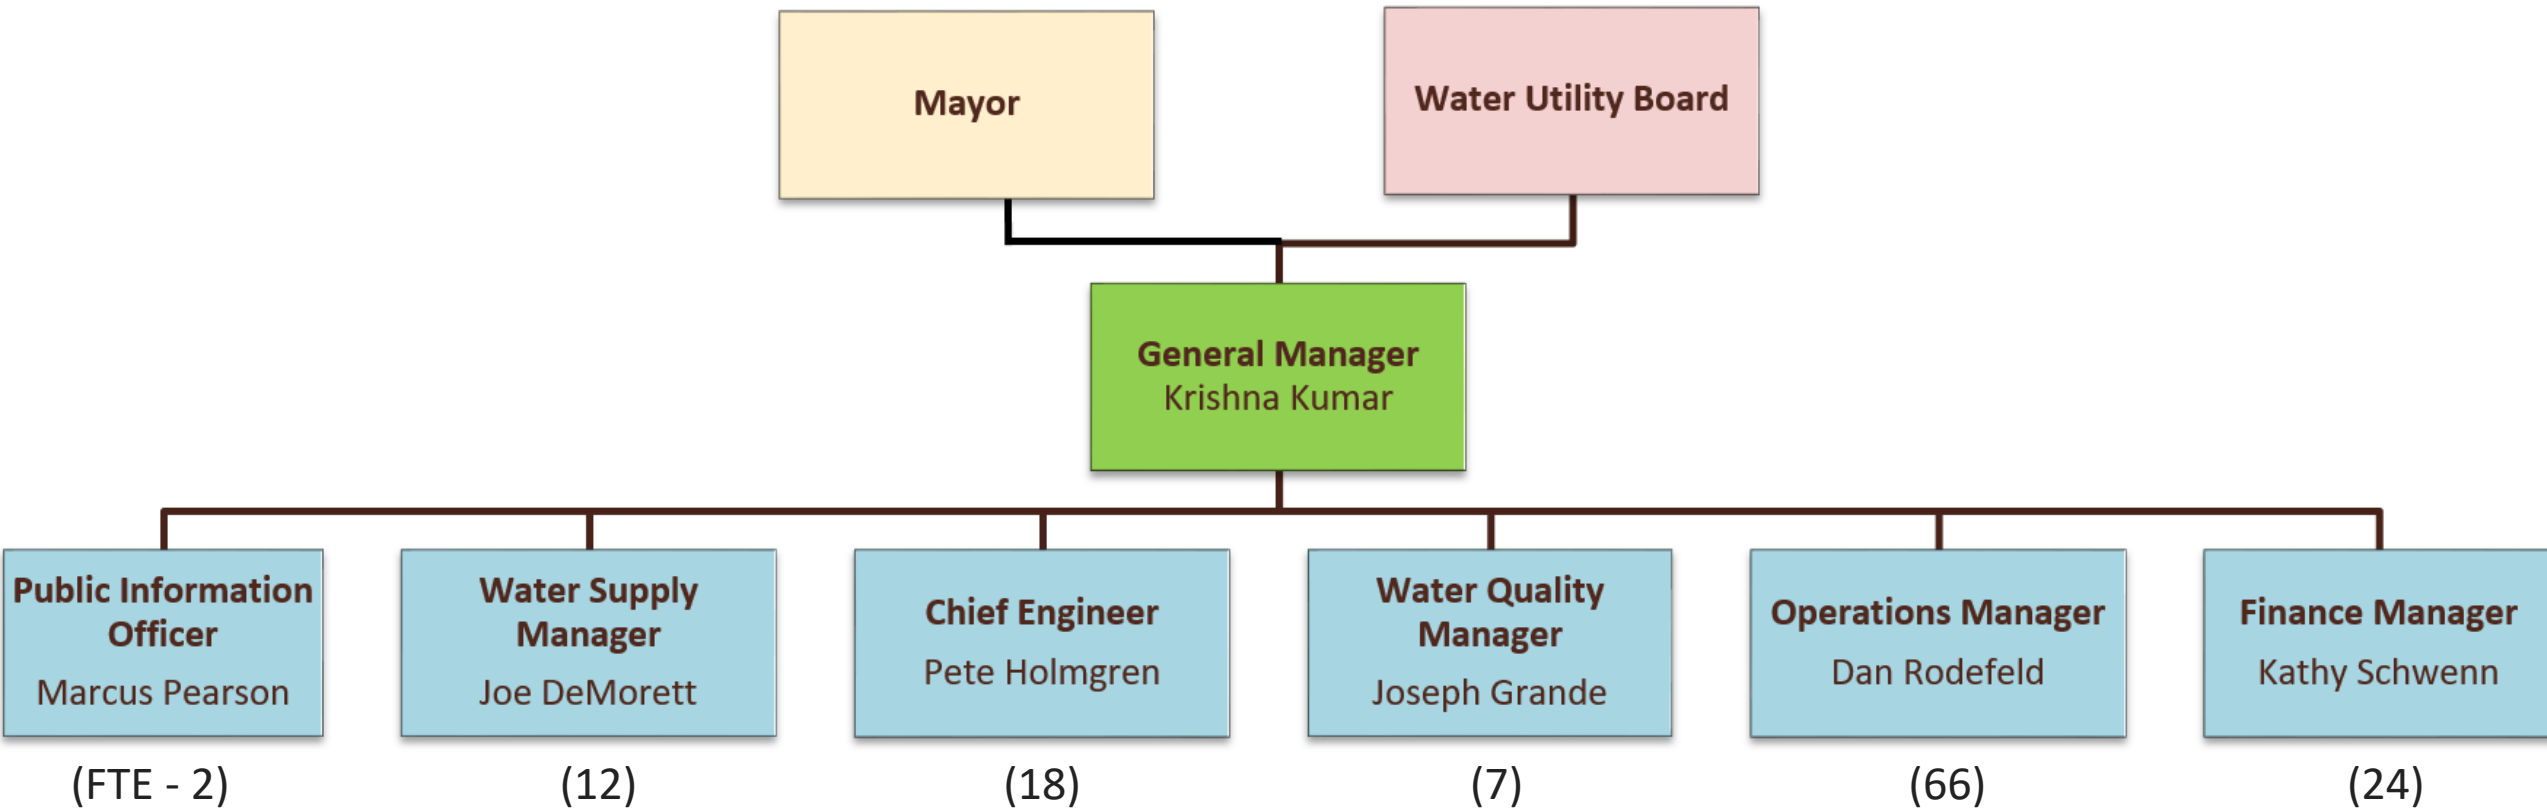 Mayor
Water Utility Board
General Manager
Krishna Kumar
Public Information
Officer
Marcus Pearson
Water Supply
Manager
Joe DeMorett
Chief Engineer
Pete Holmgren
Water Quality
Manager
Joseph Grande
Operations Manager
Dan Rodefeld
Finance Manager
Kathy Schwenn
(FTE - 2)
(12)
(18)
(7)
(66)
(24)